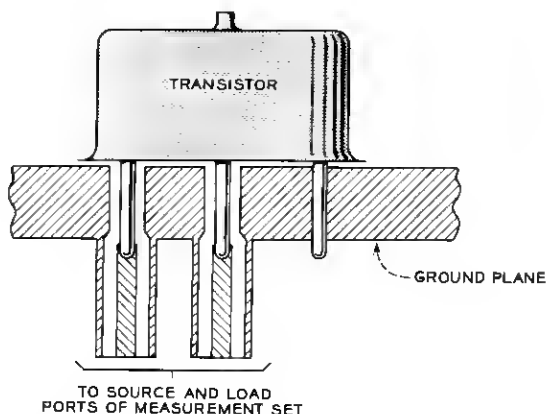 TRANSISTOR
GROUND PLANE
TO SOURCE AND LOAD
PORTS OF MEASUREMENT SET